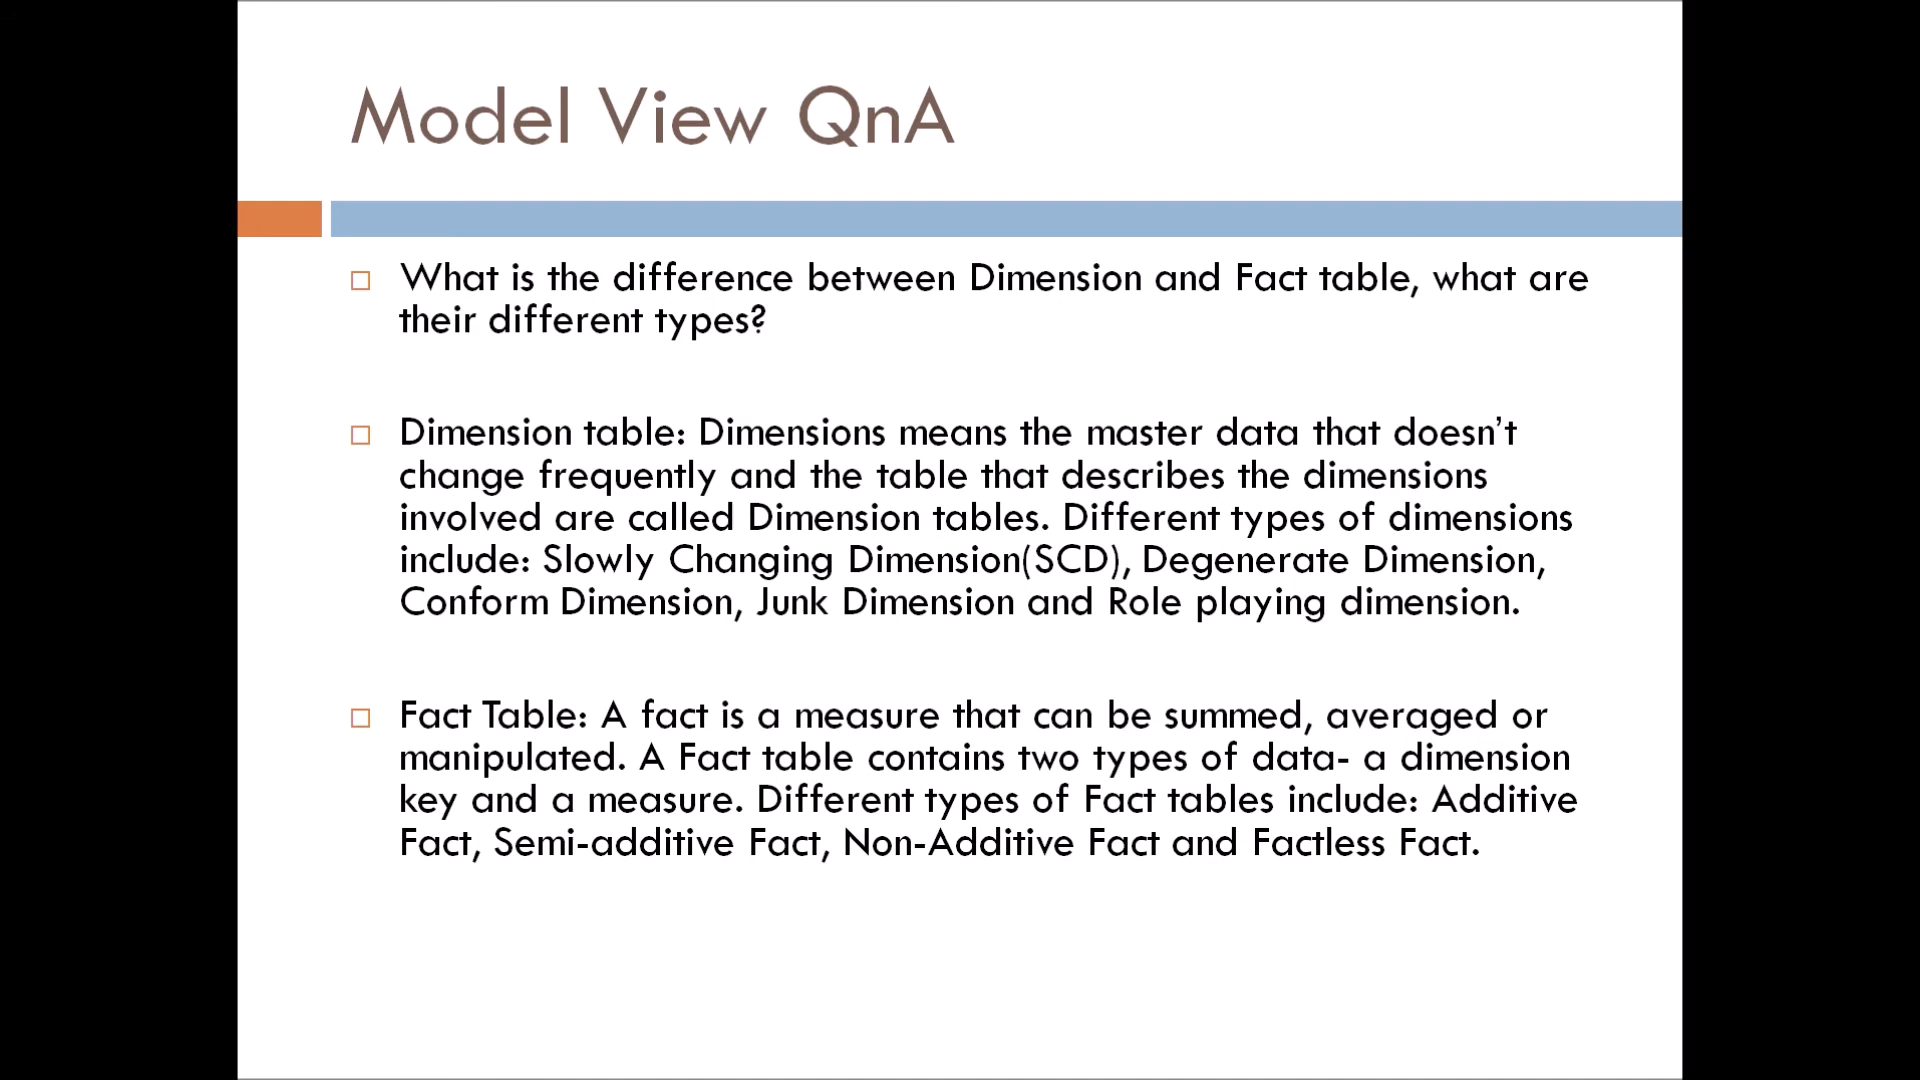 Model View QnA
What is the difference between Dimension and Fact table, what are
their different types?
Dimension table: Dimensions means the master data that doesn’t
change frequently and the table that describes the dimensions
involved are called Dimension tables. Different types of dimensions
include: Slowly Changing Dimension(SCD), Degenerate Dimension,
Conform Dimension, Junk Dimension and Role playing dimension.
Fact Table: A fact is a measure that can be summed, averaged or
manipulated. A Fact table contains two types of data- a dimension
key and a measure. Different types of Fact tables include: Additive
Fact, Semi-additive Fact, Non-Additive Fact and Factless Fact.